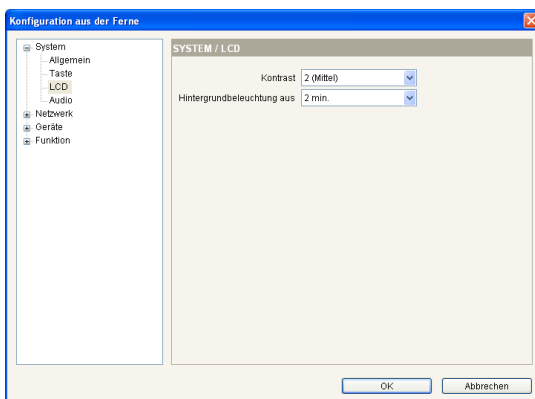 Konfiguration aus der Ferne
System
Allgemein
Taste
LCD
Audio
Netzwerk
Geräte
Funktion
SYSTEM / LCD
Kontrast 2 (Mittel)
Hintergrundbeleuchtung aus 2 min.
OK Abbrechen